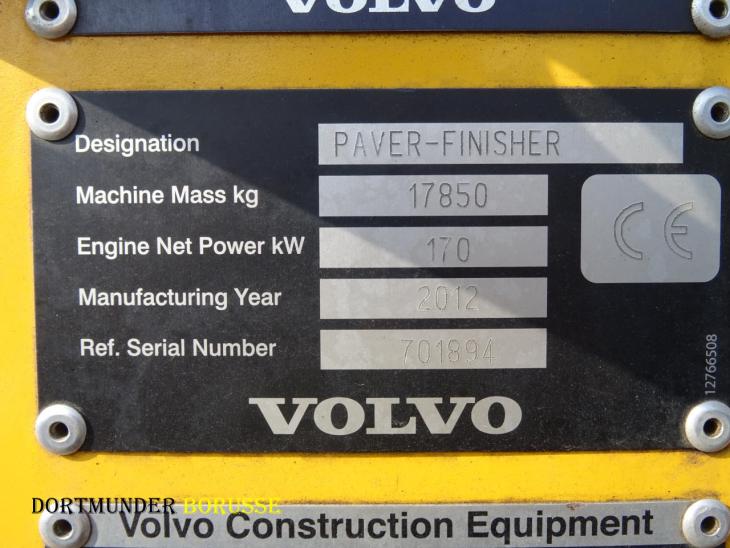 VOLVO
Designation PAVER-FINISHER
Machine Mass kg 17850
Engine Net Power kW 170
Manufacturing Year 2012
Ref. Serial Number 701894
CE
12766508
VOLVO
DORTMUNDER BORUSSE
Volvo Construction Equipment